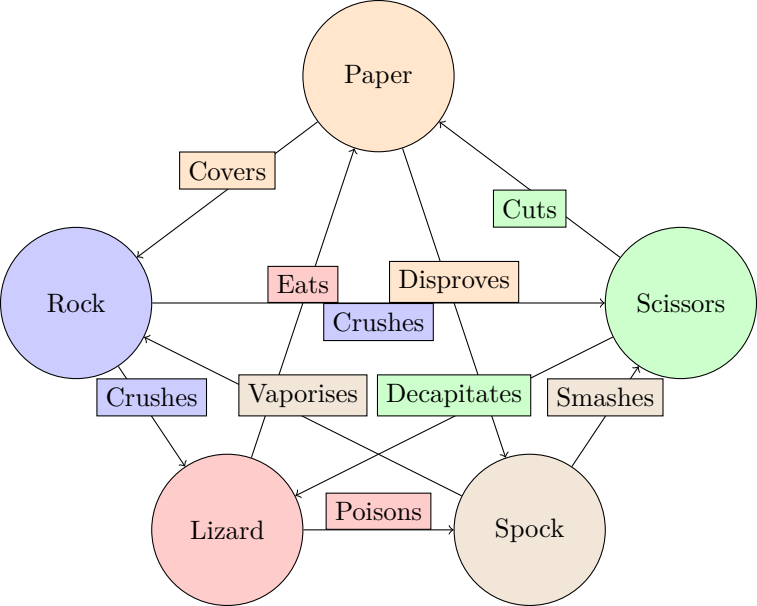 Paper
Covers
Cuts
Eats
Disproves
Rock
Scissors
Crushes
Crushes
Vaporises
Decapitates
Smashes
Poisons
Lizard
Spock